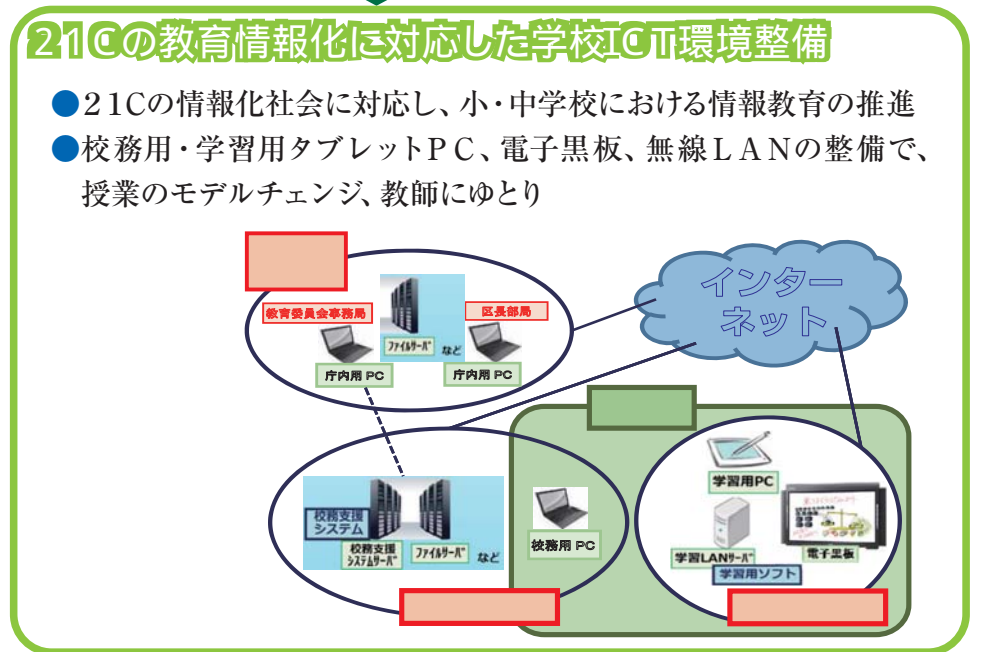 21Cの教育情報化に対応した学校ICT環境整備
●21Cの情報化社会に対応し、小・中学校における情報教育の推進
●校務用・学習用タブレットPC、電子黒板、無線LANの整備で、
授業のモデルチェンジ、教師にゆとり
インター
ネット
教育委員会事務局
区長部局
ファイルサーバ
など
庁内用 PC
庁内用 PC
校務支援
システム
校務支援
システムサーバ
ファイルサーバ
など
校務用 PC
学習用PC
学習LANサーバ
電子黒板
学習用ソフト